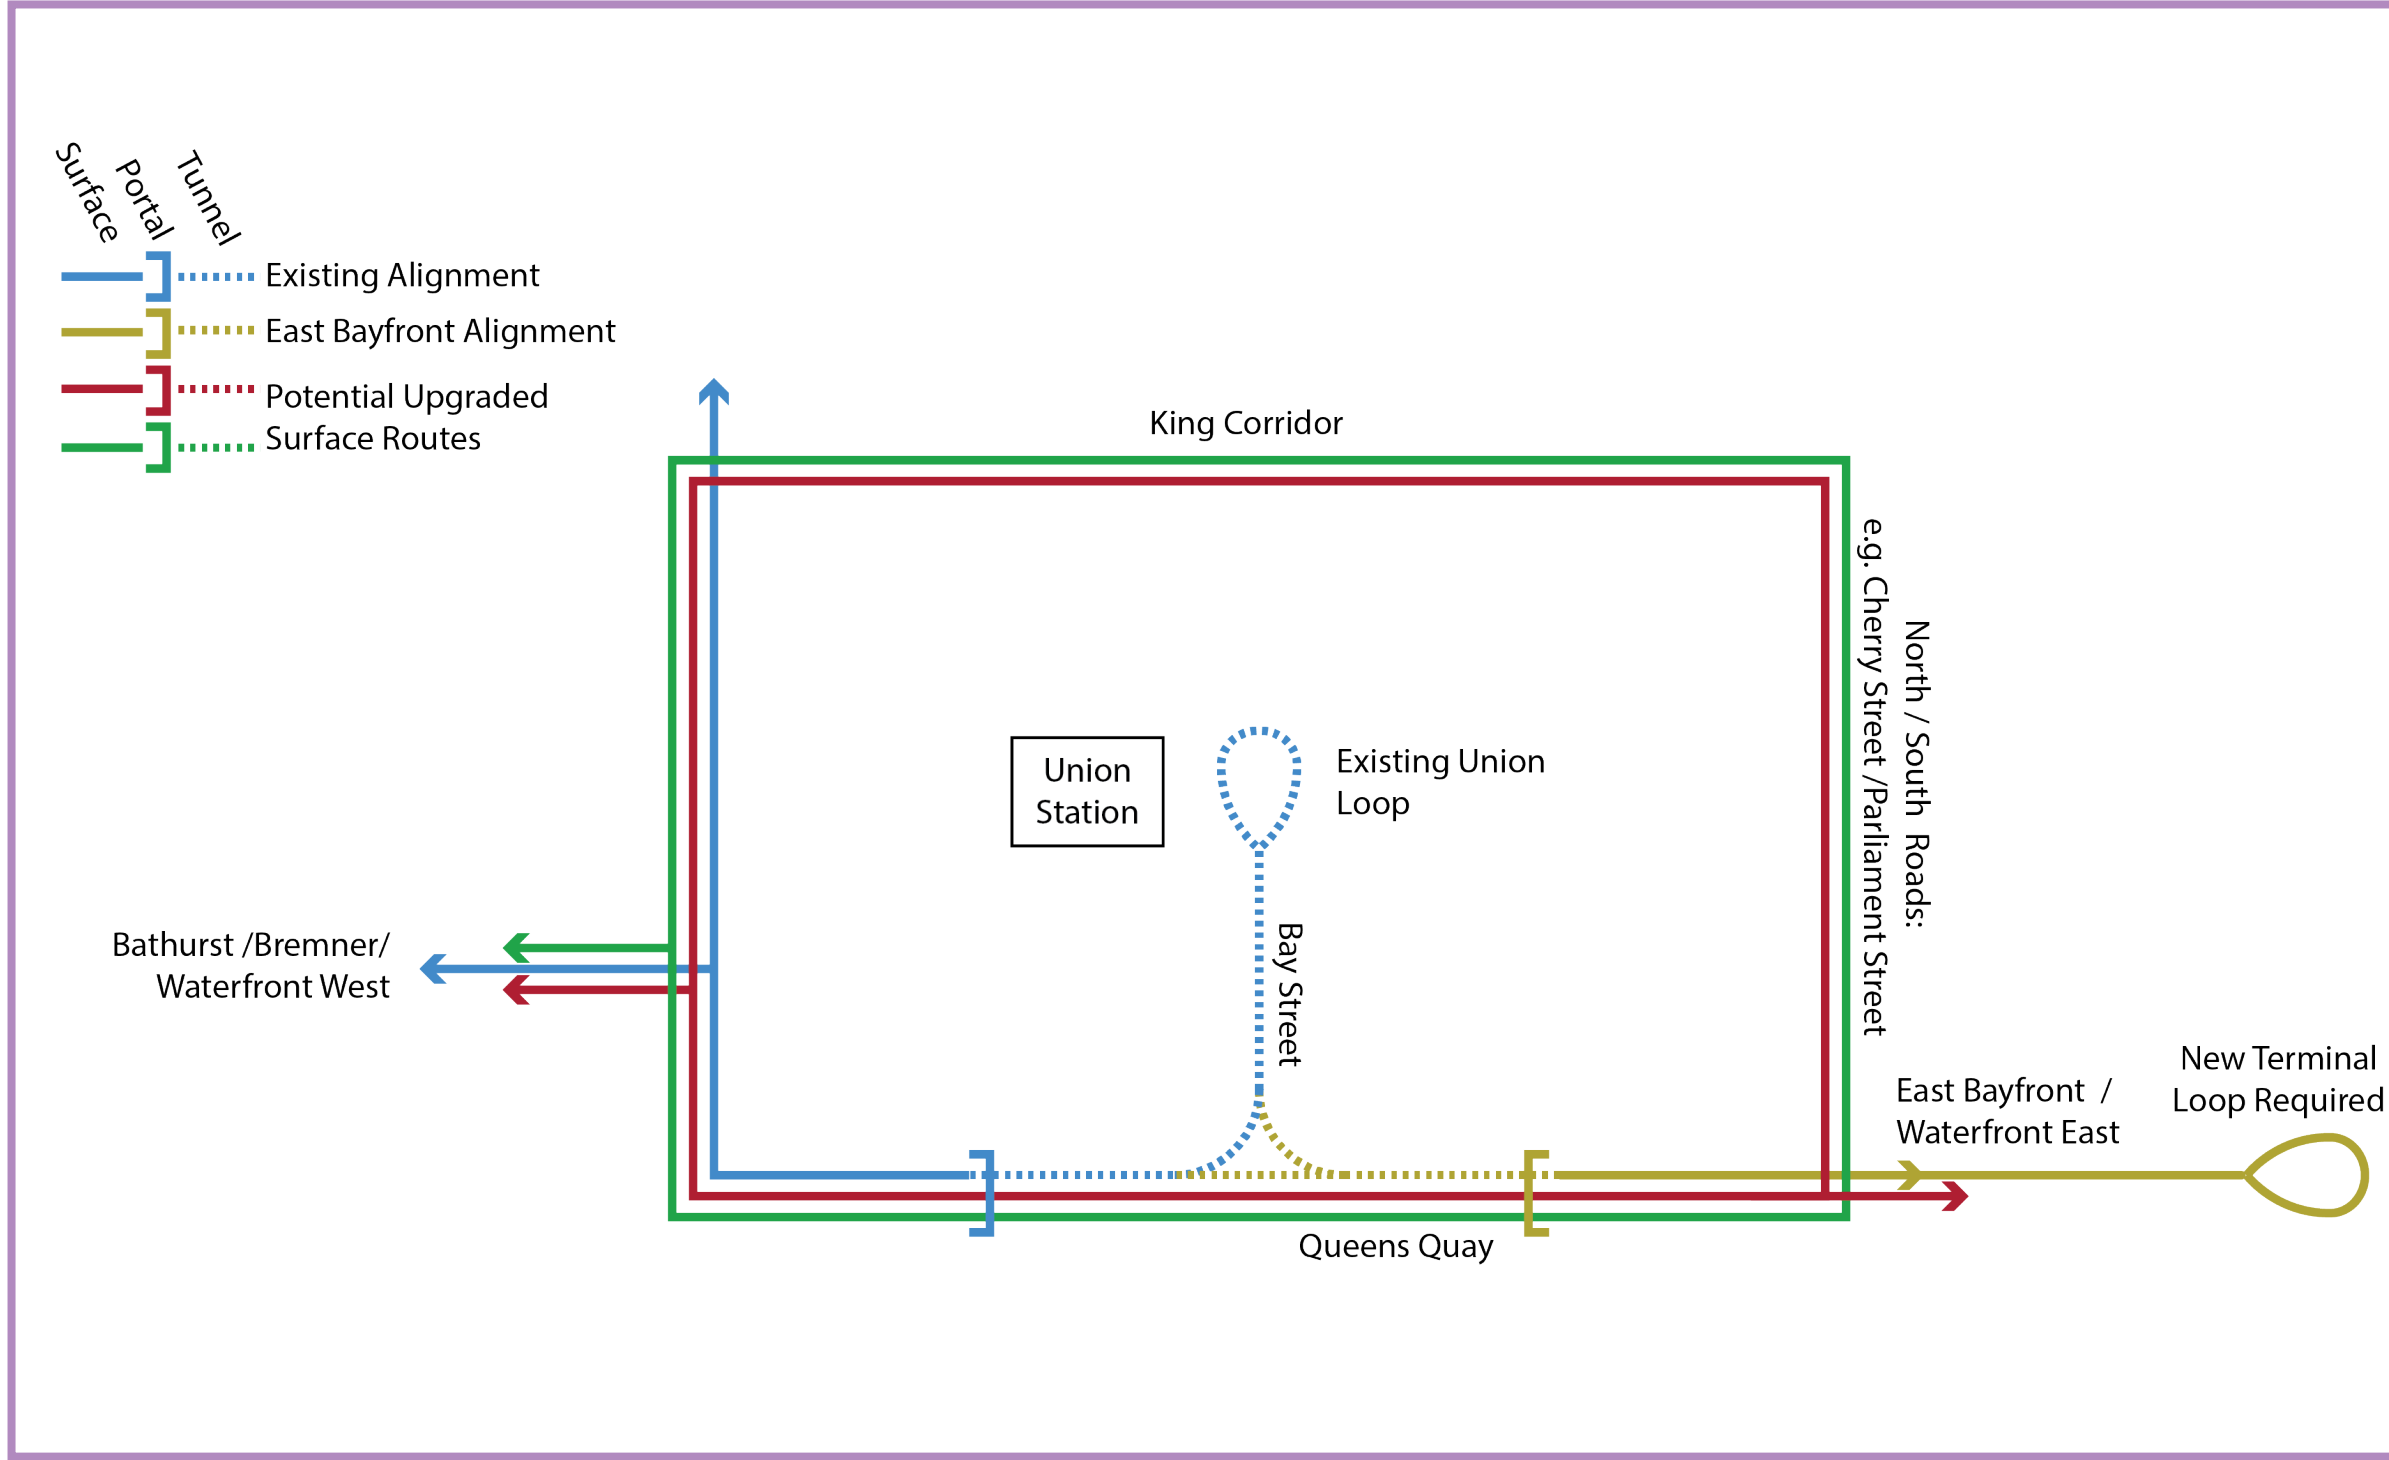 Surface
Portal
Tunnel
Existing Alignment
East Bayfront Alignment
Potential Upgraded
Surface Routes
King Corridor
e.g. Cherry Street /Parliament Street
North / South Roads:
Union
Station
Existing Union
Loop
Bay Street
Bathurst /Bremner/
Waterfront West
New Terminal
Loop Required
East Bayfront /
Waterfront East
Queens Quay